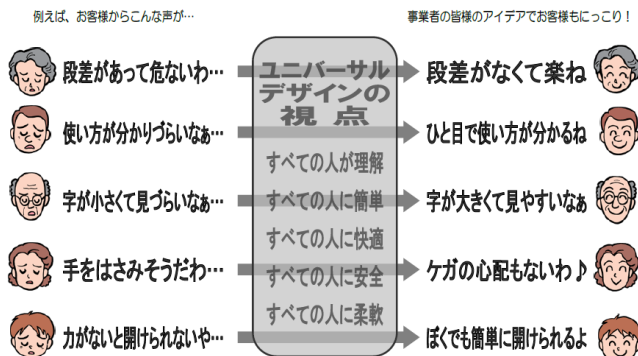 例えば、お客様からこんな声が…
事業者の皆様のアイデアでお客様もにっこり！
段差があって危ないわ…
使い方が分かりづらいなぁ…
字が小さくて見づらいなぁ…
手をはさみそうだわ…
力がないと開けられないや…
ユニバーサル
デザインの
視 点
すべての人が理解
すべての人に簡単
すべての人に快適
すべての人に安全
すべての人に柔軟
段差がなくて楽ね
ひと目で使い方が分かるね
字が大きくて見やすいなぁ
ケガの心配もないわ♪
ぼくでも簡単に開けられるよ